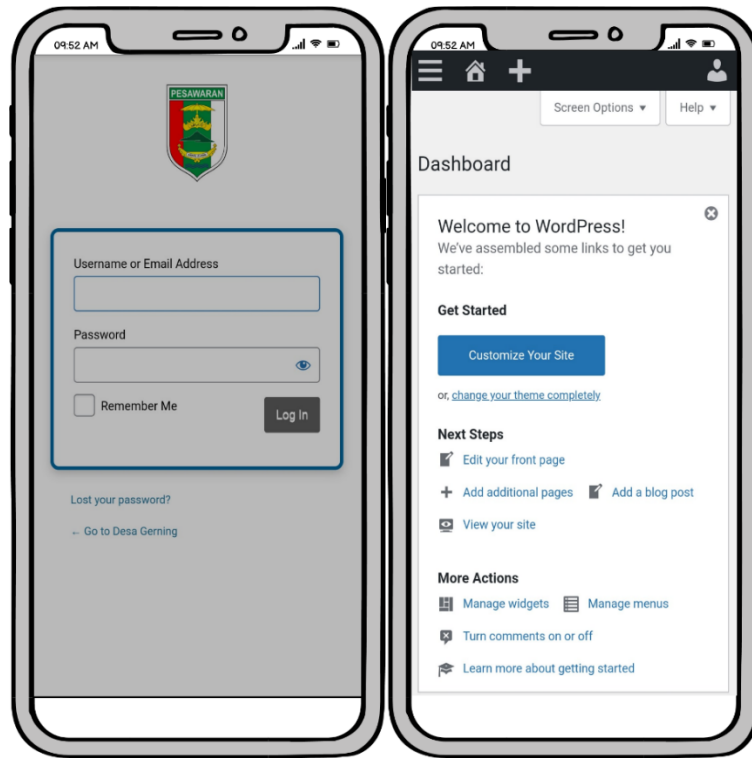 09:52 AM
PESAWARAN
Username or Email Address
Password
Remember Me
Log In
Lost your password?
← Go to Desa Gerning
09:52 AM
Screen Options ▼
Help ▼
Dashboard
Welcome to WordPress!
We've assembled some links to get you
started:
Get Started
Customize Your Site
or, change your theme completely
Next Steps
Edit your front page
Add additional pages
Add a blog post
View your site
More Actions
Manage widgets
Manage menus
Turn comments on or off
Learn more about getting started